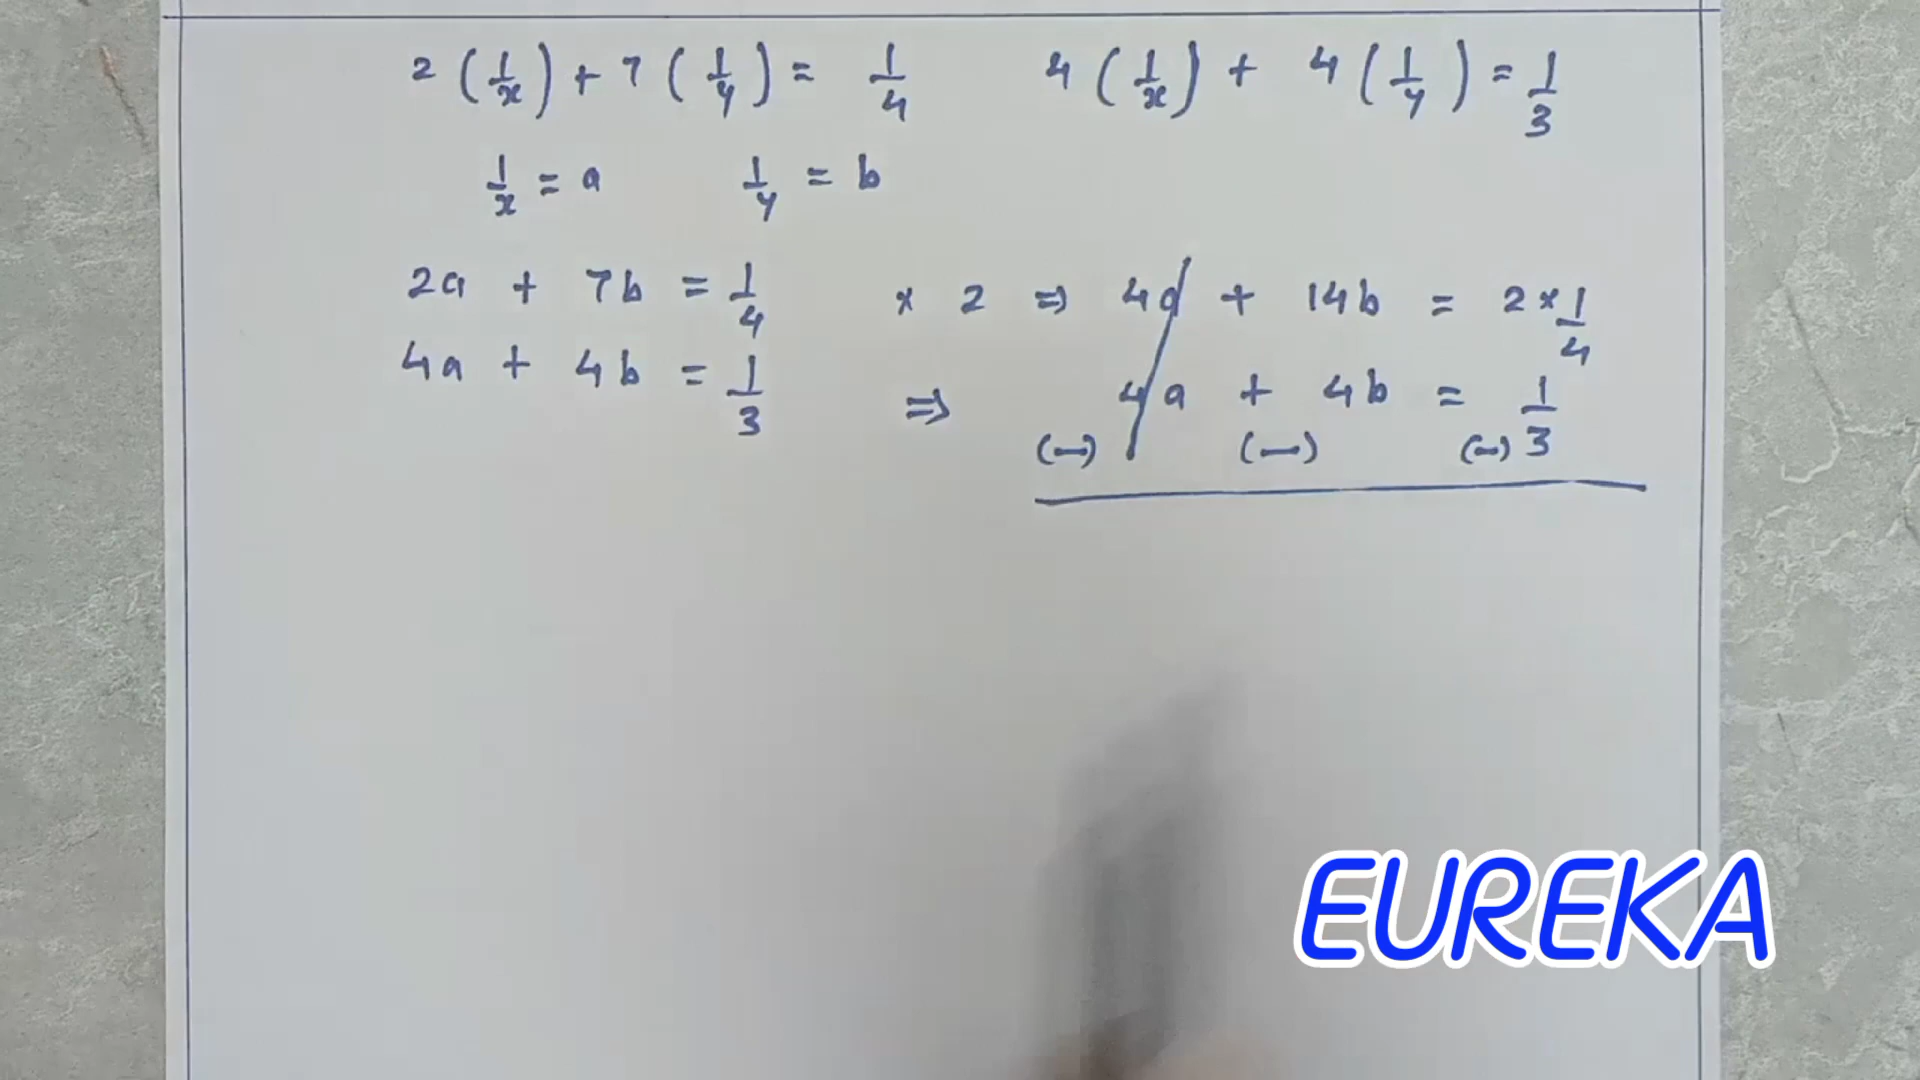 2 (1/x) + 7 (1/y) = 1/4    4 (1/x) + 4 (1/y) = 1/3
1/x = a    1/y = b
2a + 7b = 1/4    × 2 ⇒ 4a + 14b = 2 × 1/4
4a + 4b = 1/3    ⇒ 4a + 4b = 1/3
(−) (−) (−)
EUREKA